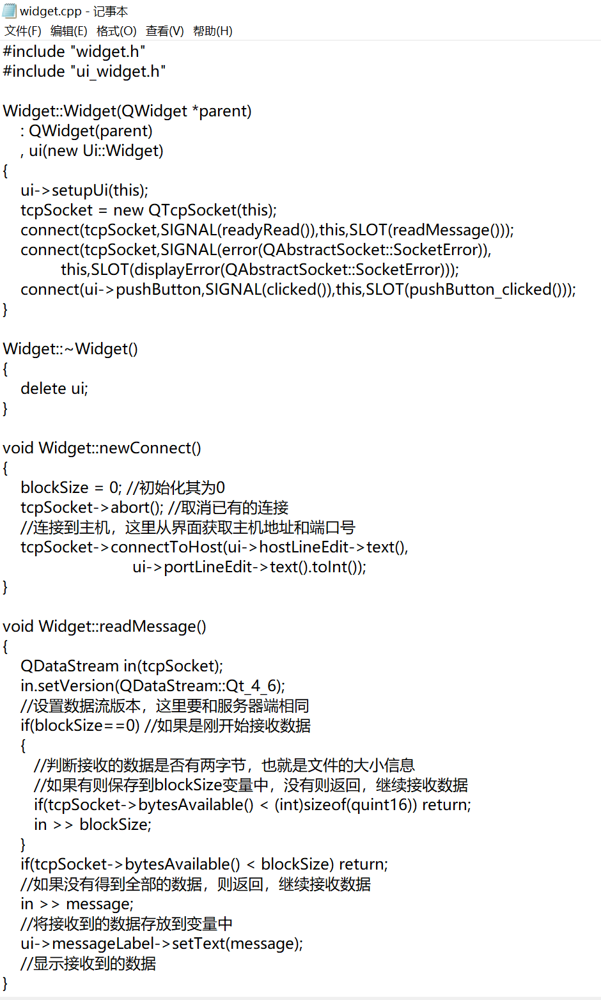 widget.cpp - 记事本
文件(F) 编辑(E) 格式(O) 查看(V) 帮助(H)
#include "widget.h"
#include "ui_widget.h"
Widget::Widget(QWidget *parent)
: QWidget(parent)
, ui(new Ui::Widget)
{
ui->setupUi(this);
tcpSocket = new QTcpSocket(this);
connect(tcpSocket,SIGNAL(readyRead()),this,SLOT(readMessage()));
connect(tcpSocket,SIGNAL(error(QAbstractSocket::SocketError)),
this,SLOT(displayError(QAbstractSocket::SocketError)));
connect(ui->pushButton,SIGNAL(clicked()),this,SLOT(pushButton_clicked()));
}
Widget::~Widget()
{
delete ui;
}
void Widget::newConnect()
{
blockSize = 0; //初始化其为0
tcpSocket->abort(); //取消已有的连接
//连接到主机，这里从界面获取主机地址和端口号
tcpSocket->connectToHost(ui->hostLineEdit->text(),
ui->portLineEdit->text().toInt());
}
void Widget::readMessage()
{
QDataStream in(tcpSocket);
in.setVersion(QDataStream::Qt_4_6);
//设置数据流版本，这里要和服务器端相同
if(blockSize==0) //如果是刚开始接收数据
{
//判断接收的数据是否有两字节，也就是文件的大小信息
//如果有则保存到blockSize变量中，没有则返回，继续接收数据
if(tcpSocket->bytesAvailable() < (int)sizeof(quint16)) return;
in >> blockSize;
}
if(tcpSocket->bytesAvailable() < blockSize) return;
//如果没有得到全部的数据，则返回，继续接收数据
in >> message;
//将接收到的数据存放到变量中
ui->messageLabel->setText(message);
//显示接收到的数据
}